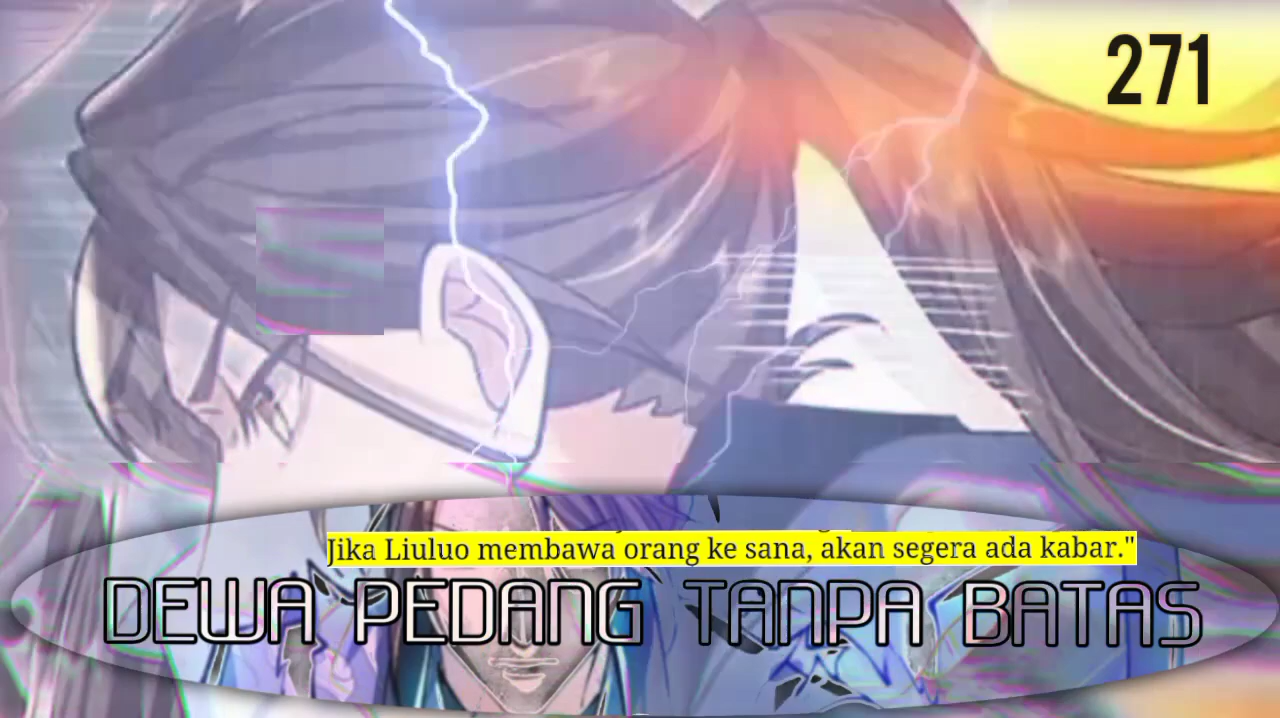 271
Jika Liuluo membawa orang ke sana, akan segera ada kabar."
DEWA PEDANG TANPA BATAS